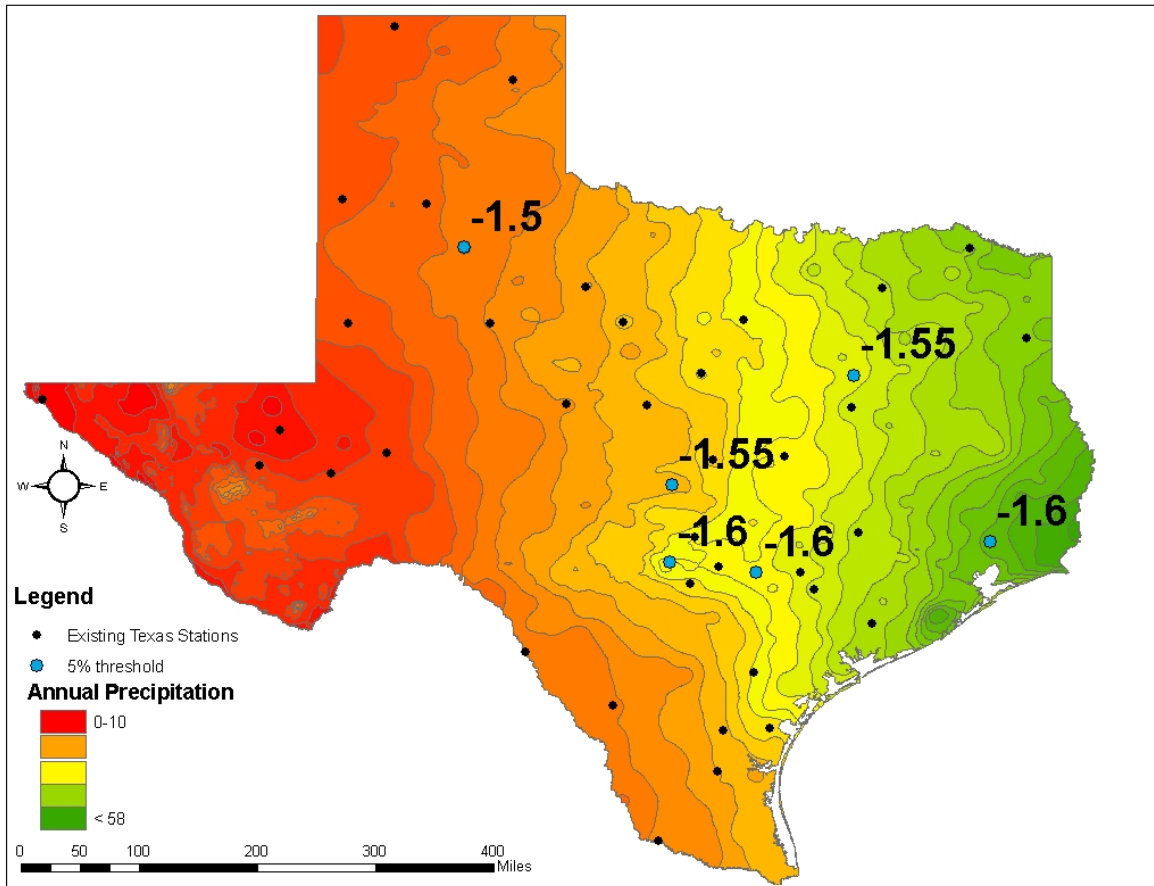 -1.5
-1.55
-1.55
-1.6
-1.6
-1.6
N
W
E
S
Legend
Existing Texas Stations
5% threshold
Annual Precipitation
0-10
< 58
0
50
100
200
300
400
Miles